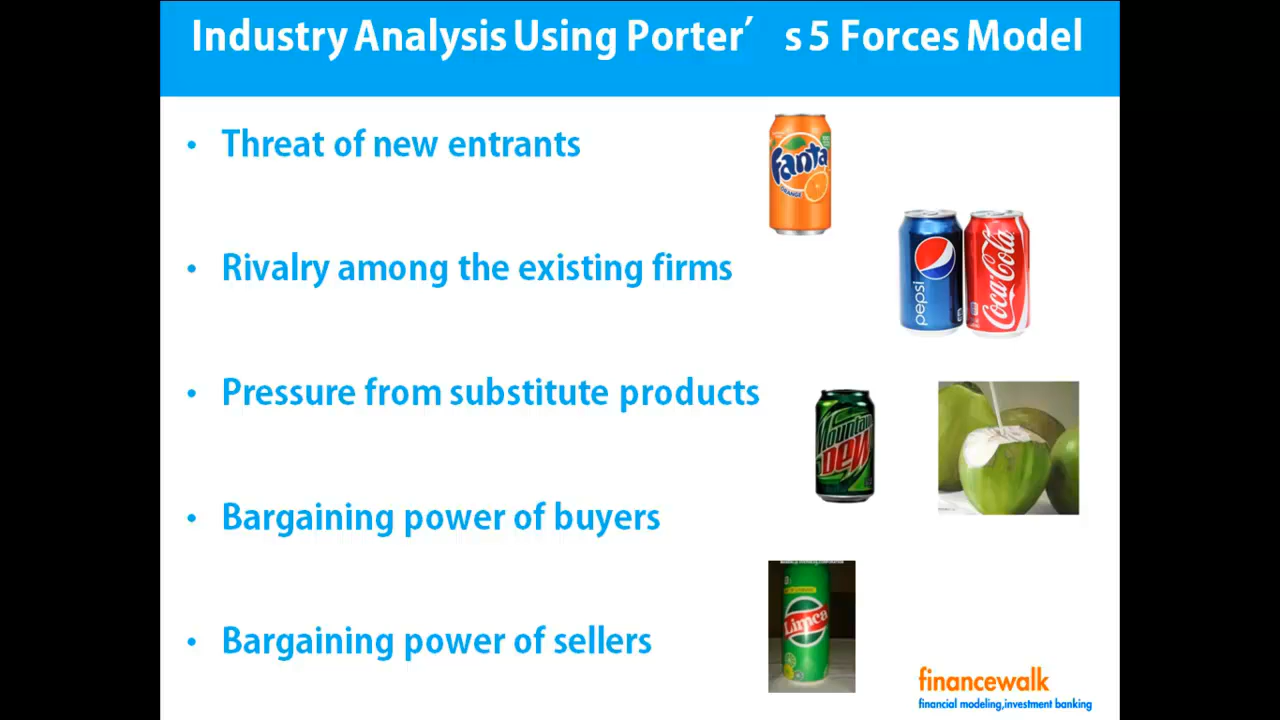 Industry Analysis Using Porter’ s 5 Forces Model
• Threat of new entrants
fanta
ORANGE
• Rivalry among the existing firms
pepsi
Coca-Cola
• Pressure from substitute products
Mountain
DEW
• Bargaining power of buyers
Limca
• Bargaining power of sellers
financewalk
financial modeling,investment banking